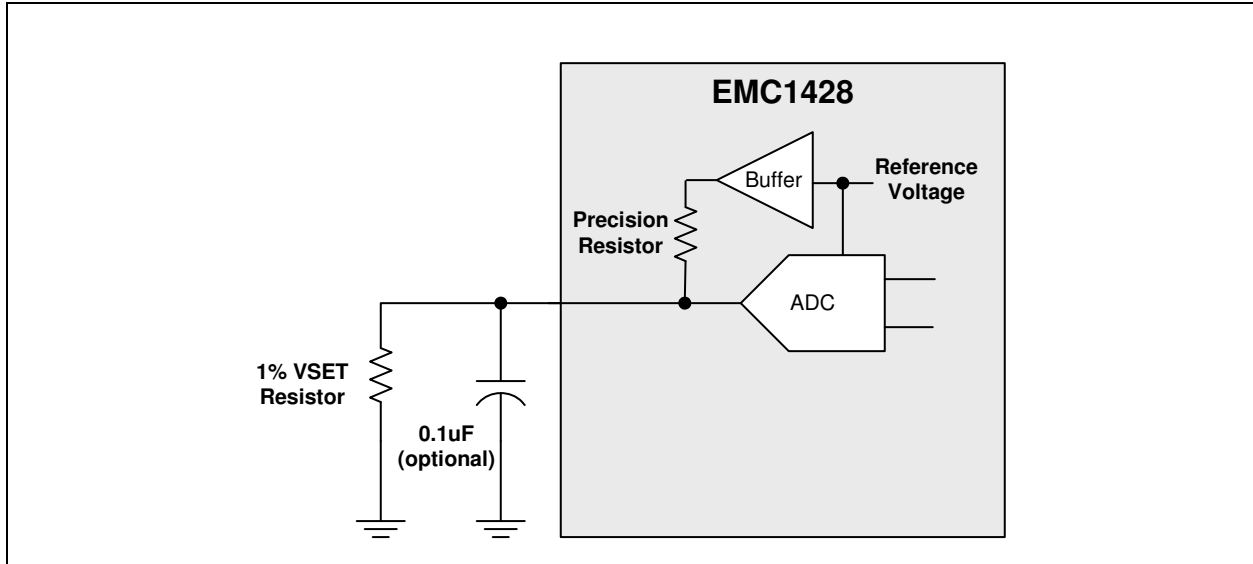 EMC1428
Buffer
Reference
Voltage
Precision
Resistor
ADC
1% VSET
Resistor
0.1uF
(optional)